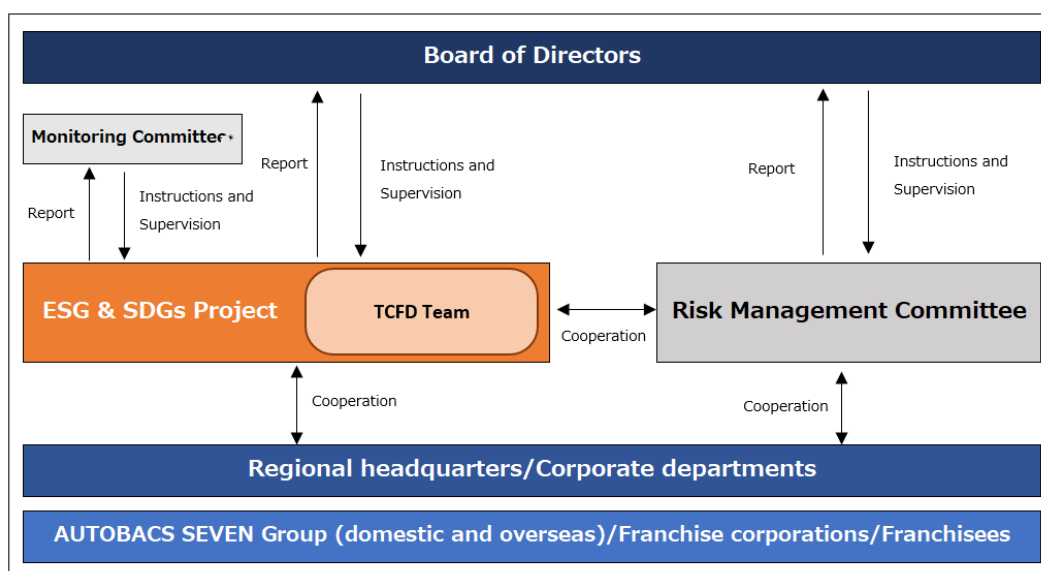 Board of Directors
Monitoring Committee*
Report
Instructions and
Supervision
Report
Instructions and
Supervision
Report
Instructions and
Supervision
ESG & SDGs Project
TCFD Team
Cooperation
Risk Management Committee
Cooperation
Cooperation
Regional headquarters/Corporate departments
AUTOBACS SEVEN Group (domestic and overseas)/Franchise corporations/Franchisees